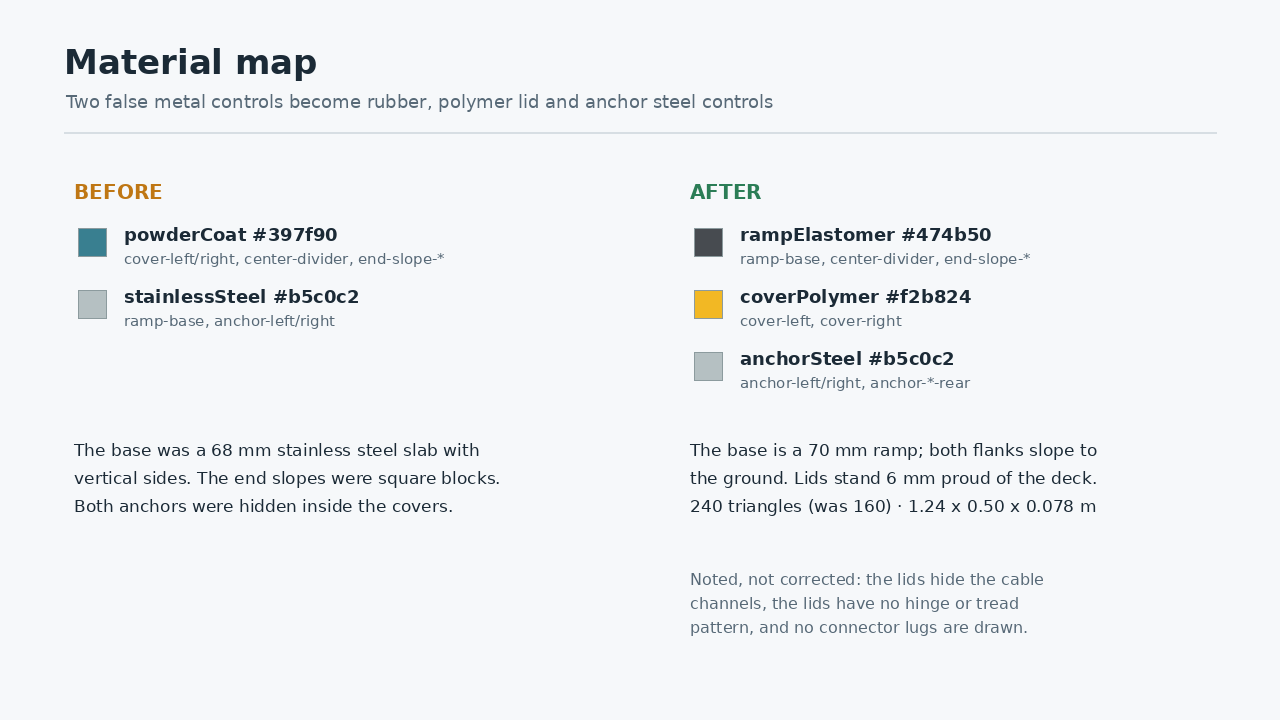 Material map
Two false metal controls become rubber, polymer lid and anchor steel controls
BEFORE
powderCoat #397f90
cover-left/right, center-divider, end-slope-*
stainlessSteel #b5c0c2
ramp-base, anchor-left/right
The base was a 68 mm stainless steel slab with
vertical sides. The end slopes were square blocks.
Both anchors were hidden inside the covers.
AFTER
rampElastomer #474b50
ramp-base, center-divider, end-slope-*
coverPolymer #f2b824
cover-left, cover-right
anchorSteel #b5c0c2
anchor-left/right, anchor-*-rear
The base is a 70 mm ramp; both flanks slope to
the ground. Lids stand 6 mm proud of the deck.
240 triangles (was 160) · 1.24 x 0.50 x 0.078 m
Noted, not corrected: the lids hide the cable
channels, the lids have no hinge or tread
pattern, and no connector lugs are drawn.